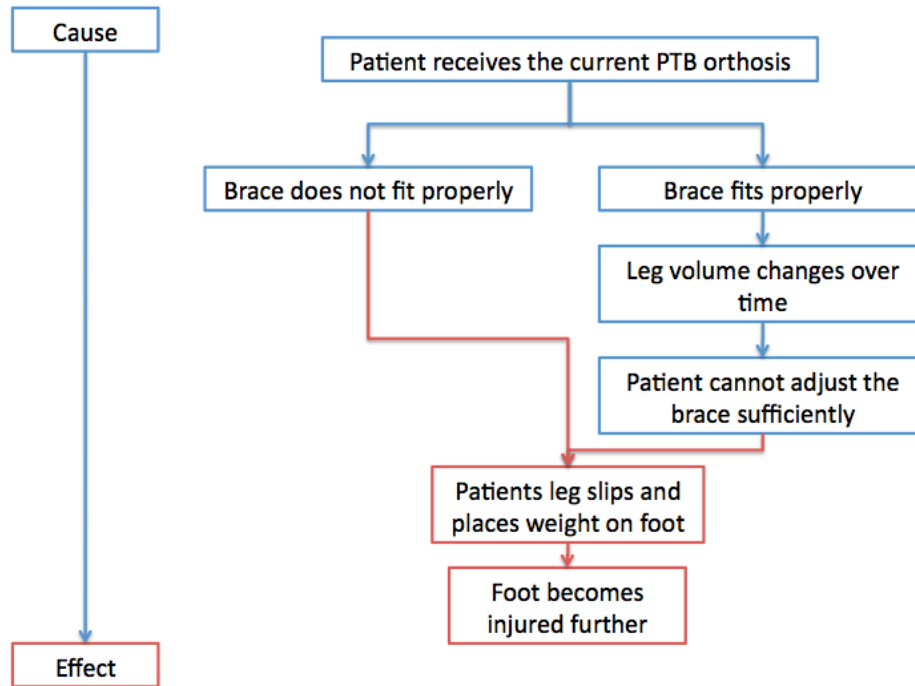 Cause
Patient receives the current PTB orthosis
Brace does not fit properly
Brace fits properly
Leg volume changes over
time
Patient cannot adjust the
brace sufficiently
Patients leg slips and
places weight on foot
Foot becomes
injured further
Effect